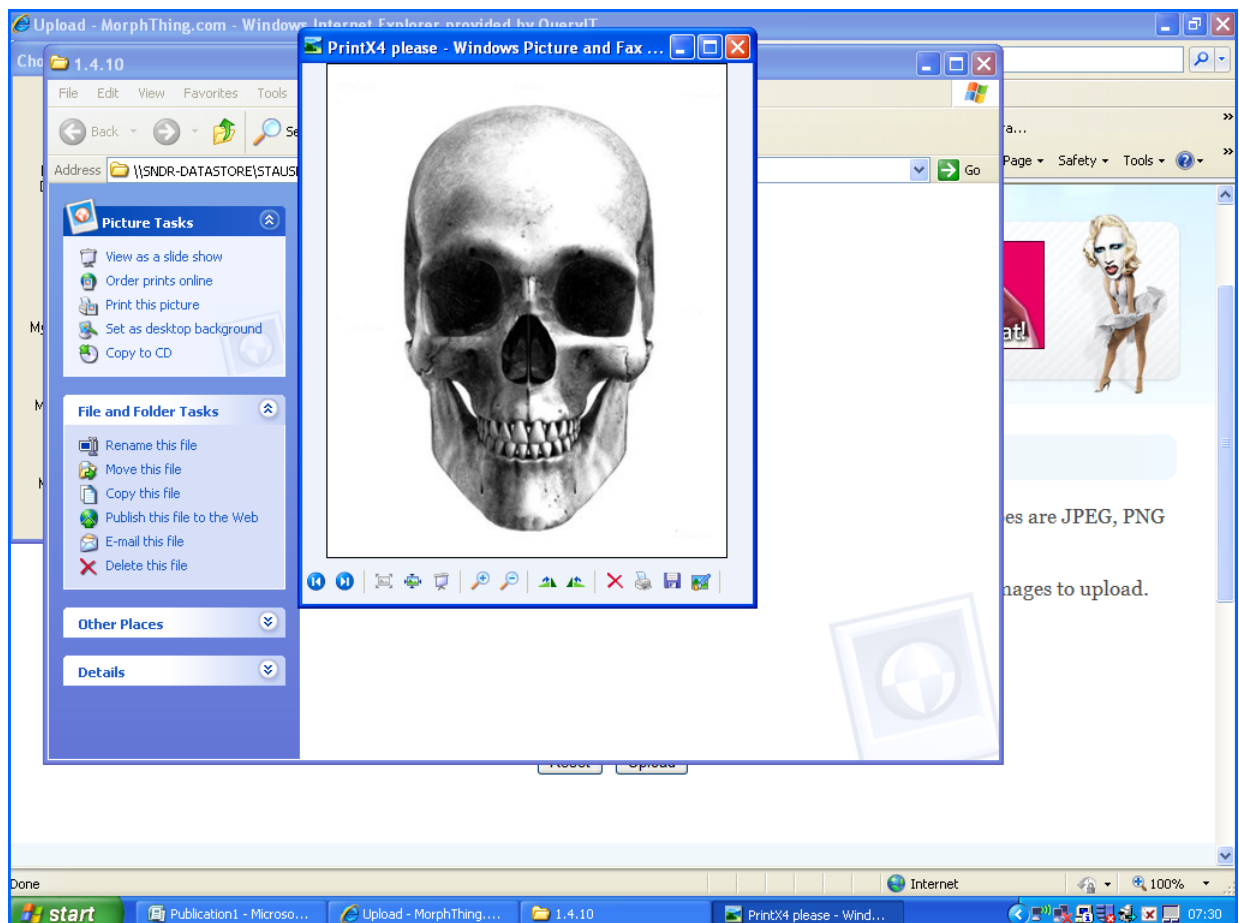 Upload - MorphThing.com - Windows Internet Explorer provided by QueryIT
PrintX4 please - Windows Picture and Fax ...
Cho
1.4.10
File Edit View Favorites Tools
Back
Se
Address \\SNDR-DATASTORE\STAUS
Go
a...
»
Page Safety Tools »
Picture Tasks
View as a slide show
Order prints online
Print this picture
Set as desktop background
Copy to CD
File and Folder Tasks
Rename this file
Move this file
Copy this file
Publish this file to the Web
E-mail this file
Delete this file
Other Places
Details
My
M
at!
es are JPEG, PNG
nages to upload.
Reset Upload
Done
Internet
100%
start
Publication1 - Microso...
Upload - MorphThing....
1.4.10
PrintX4 please - Wind...
07:30